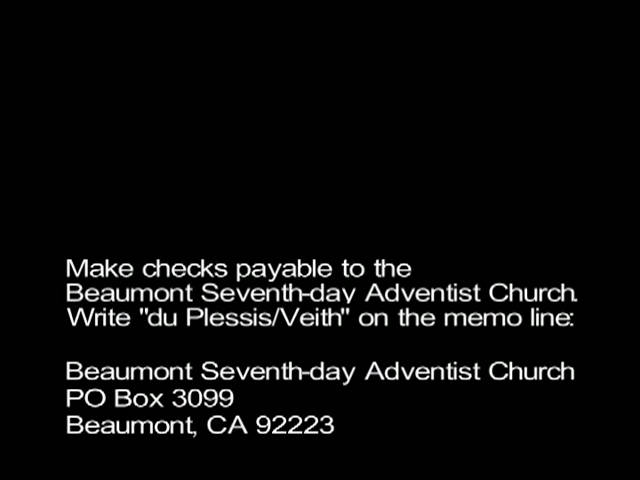 Make checks payable to the
Beaumont Seventh-day Adventist Church.
Write "du Plessis/Veith" on the memo line:
Beaumont Seventh-day Adventist Church
PO Box 3099
Beaumont, CA 92223